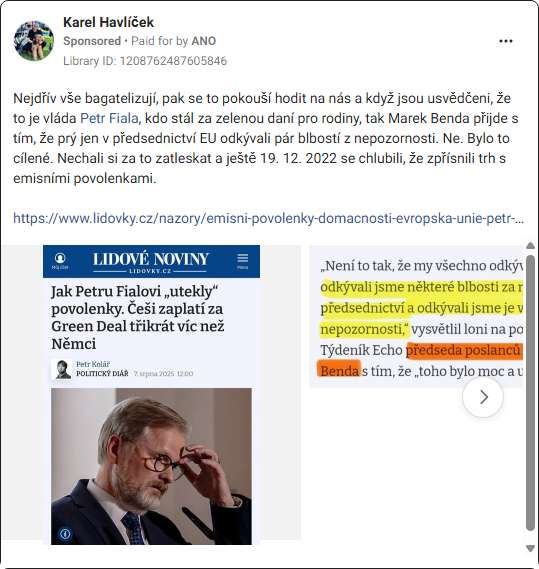 Karel Havlíček
Sponsored • Paid for by ANO
Library ID: 1208762487605846
Nejdřív vše bagatelizují, pak se to pokouší hodit na nás a když jsou usvědčeni, že
to je vláda Petr Fiala, kdo stál za zelenou daní pro rodiny, tak Marek Benda přijde s
tím, že prý jen v předsednictví EU odkývali pár blbostí z nepozornosti. Ne. Bylo to
cílené. Nechali si za to zatleskat a ještě 19. 12. 2022 se chlubili, že zpřísnili trh s
emisními povolenkami.
https://www.lidovky.cz/nazory/emisni-povolenky-domacnosti-evropska-unie-petr-...
MŮJ ÚČET
LIDOVÉ NOVINY
LIDOVKY.CZ
Menu
Jak Petru Fialovi „utekly“
povolenky. Češi zaplatí za
Green Deal třikrát víc než
Němci
Petr Kolář
POLITICKÝ DIÁŘ 7. srpna 2025 12:00
„Není to tak, že my všechno odkýv
odkývali jsme některé blbosti za
předsednictví a odkývali jsme je v
nepozornosti,“ vysvětlil loni na po
Týdeník Echo předseda poslanců
Benda s tím, že „toho bylo moc a u